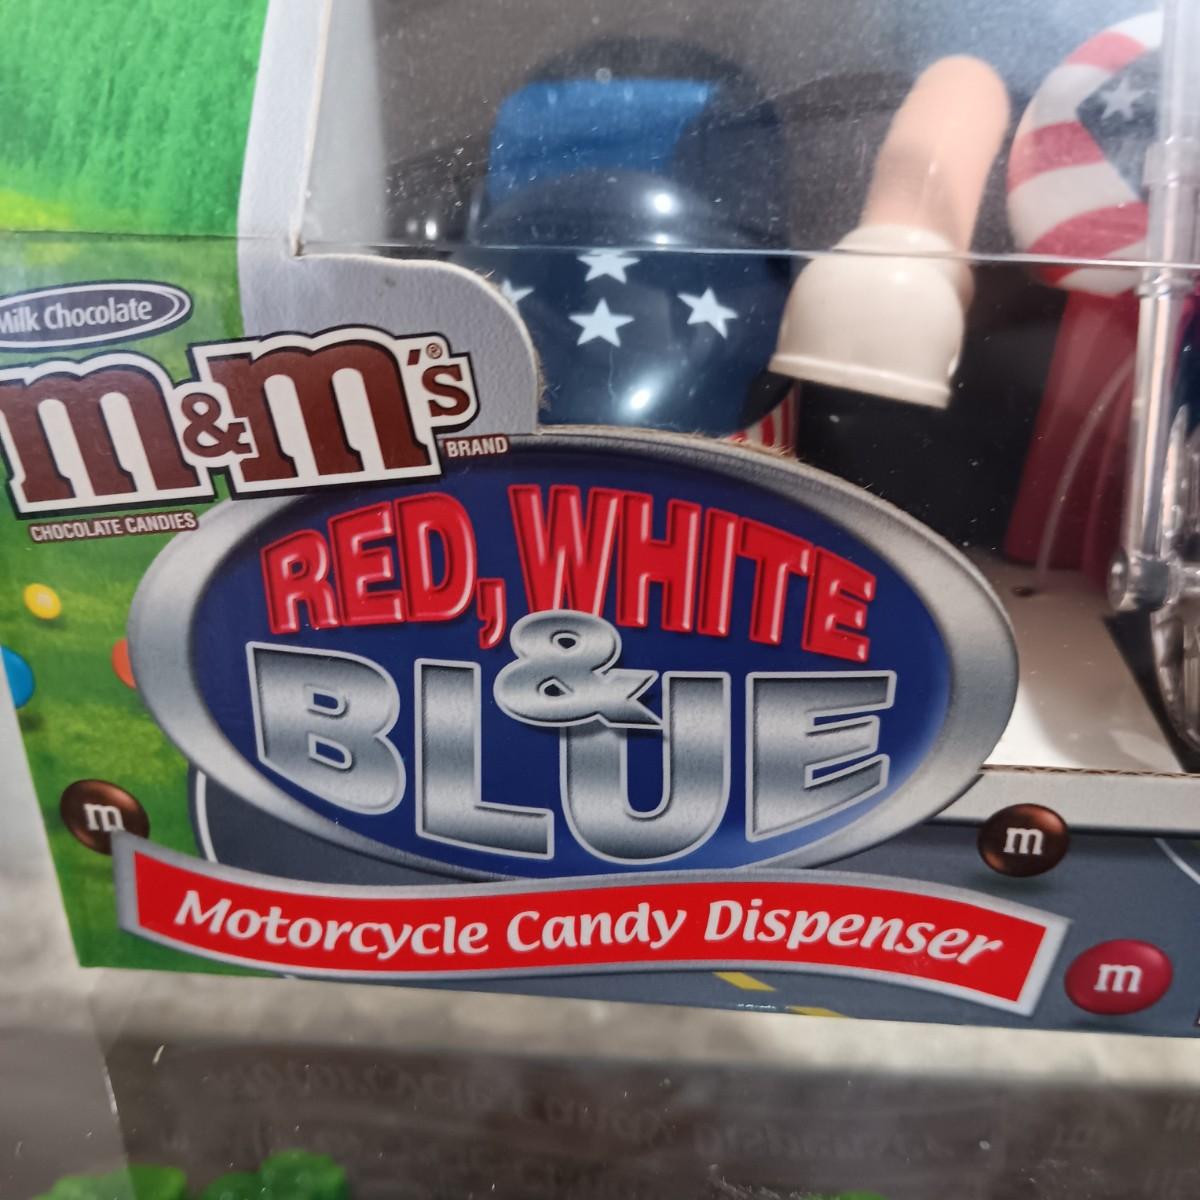 Milk Chocolate
m&m's®
BRAND
CHOCOLATE CANDIES
RED, WHITE
&
BLUE
m
m
Motorcycle Candy Dispenser
m